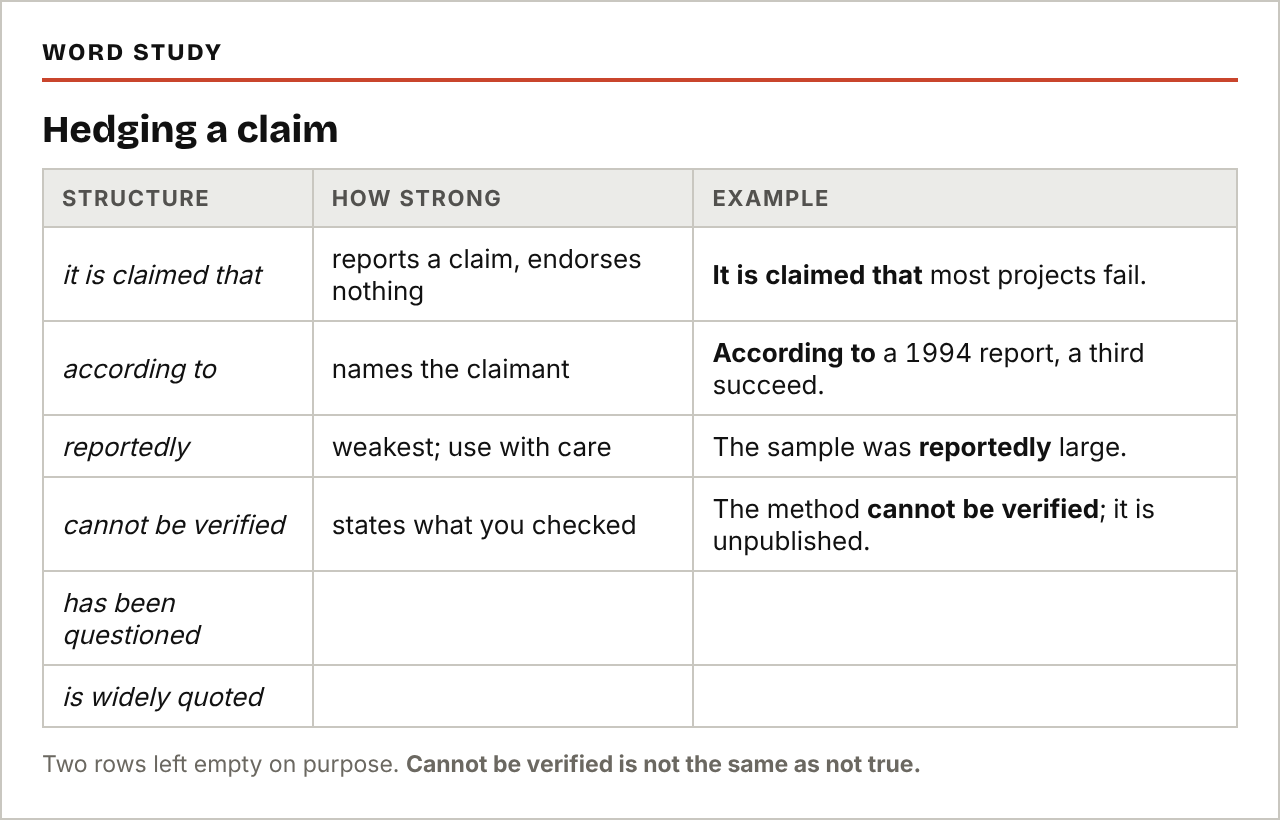 WORD STUDY
Hedging a claim
STRUCTURE
HOW STRONG
EXAMPLE
it is claimed that
reports a claim, endorses
nothing
It is claimed that most projects fail.
according to
names the claimant
According to a 1994 report, a third
succeed.
reportedly
weakest; use with care
The sample was reportedly large.
cannot be verified
states what you checked
The method cannot be verified; it is
unpublished.
has been
questioned
is widely quoted
Two rows left empty on purpose. Cannot be verified is not the same as not true.